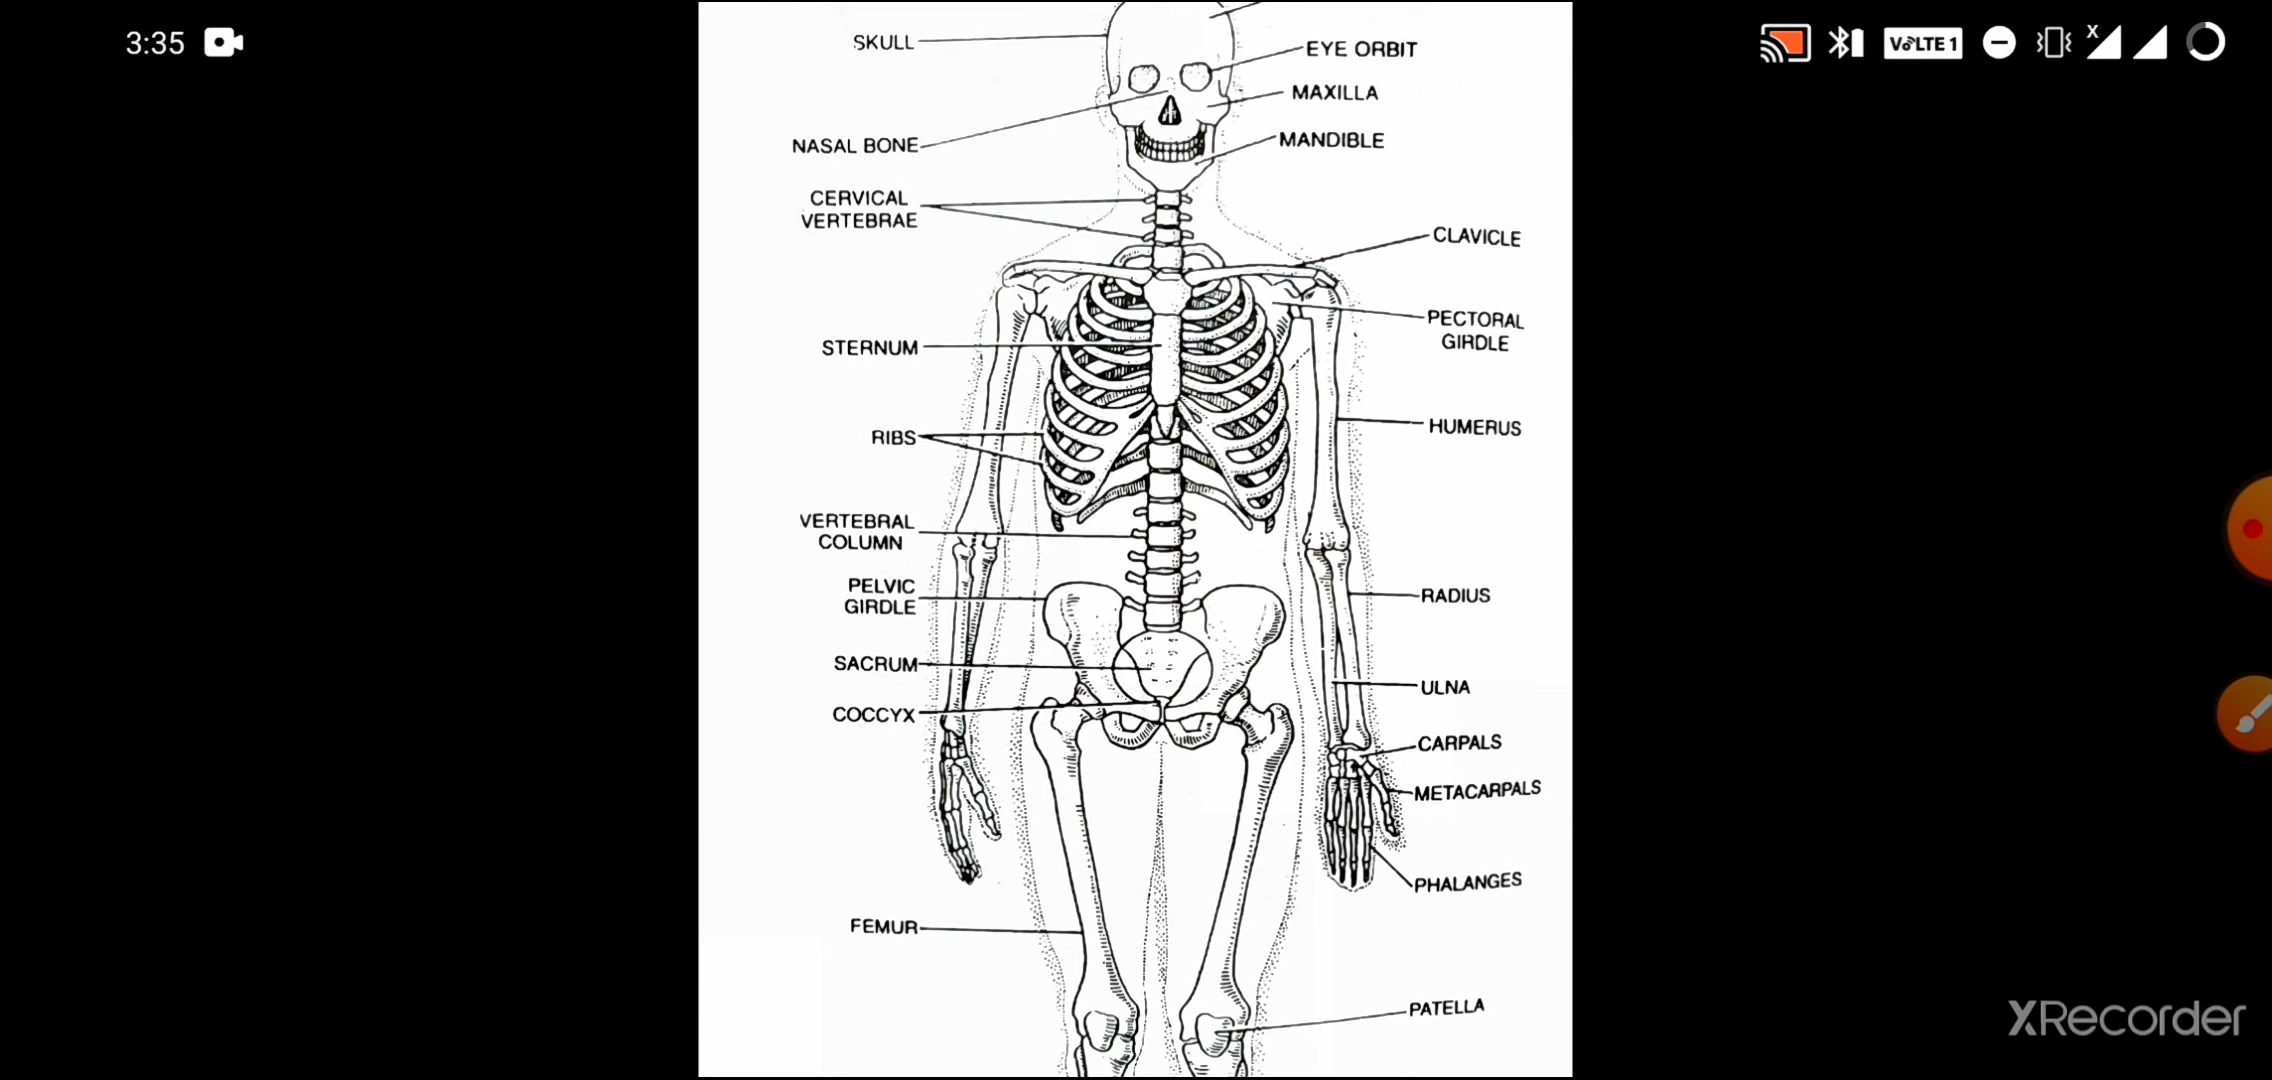 3:35
VoLTE 1
X
SKULL
EYE ORBIT
MAXILLA
NASAL BONE
MANDIBLE
CERVICAL
VERTEBRAE
CLAVICLE
PECTORAL
GIRDLE
STERNUM
HUMERUS
RIBS
VERTEBRAL
COLUMN
PELVIC
GIRDLE
RADIUS
SACRUM
ULNA
COCCYX
CARPALS
METACARPALS
PHALANGES
FEMUR
PATELLA
XRecorder